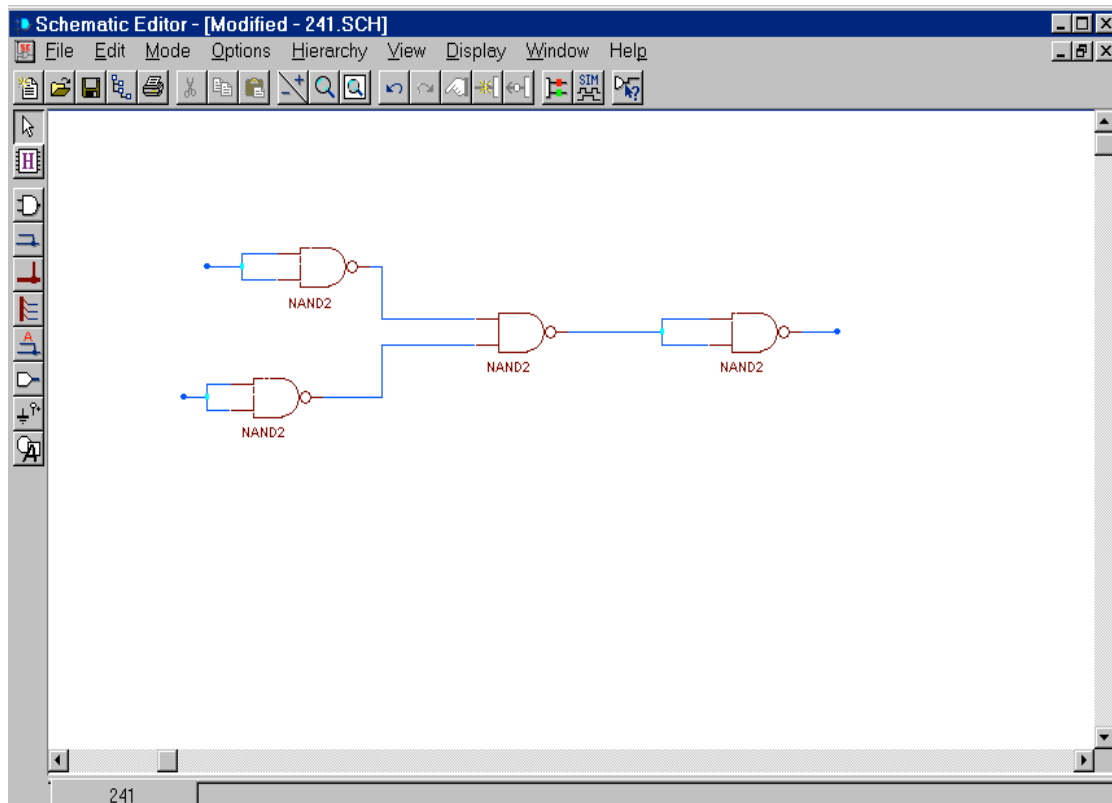 Schematic Editor - [Modified - 241.SCH]
File Edit Mode Options Hierarchy View Display Window Help
SIM
H
A
NAND2
NAND2
NAND2
NAND2
A
241